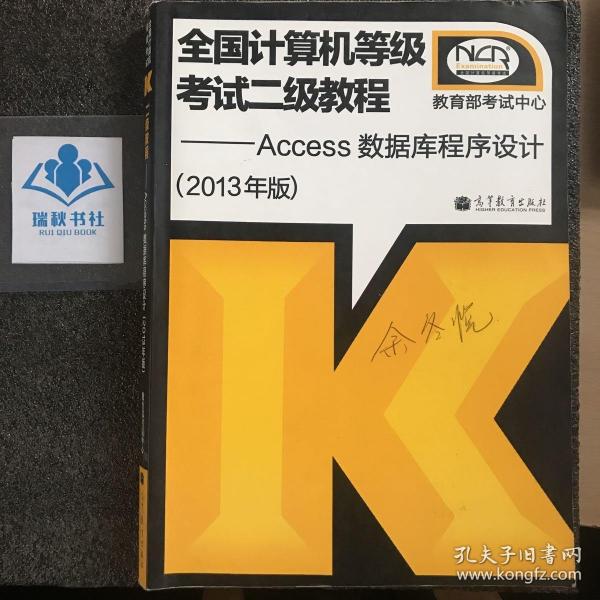 全国计算机等级
考试二级教程
——Access 数据库程序设计
(2013年版)
NCR®
Examination
教育部考试中心
高等教育出版社
HIGHER EDUCATION PRESS
瑞秋书社
RUI QIU BOOK
孔夫子旧书网
www.kongfz.com